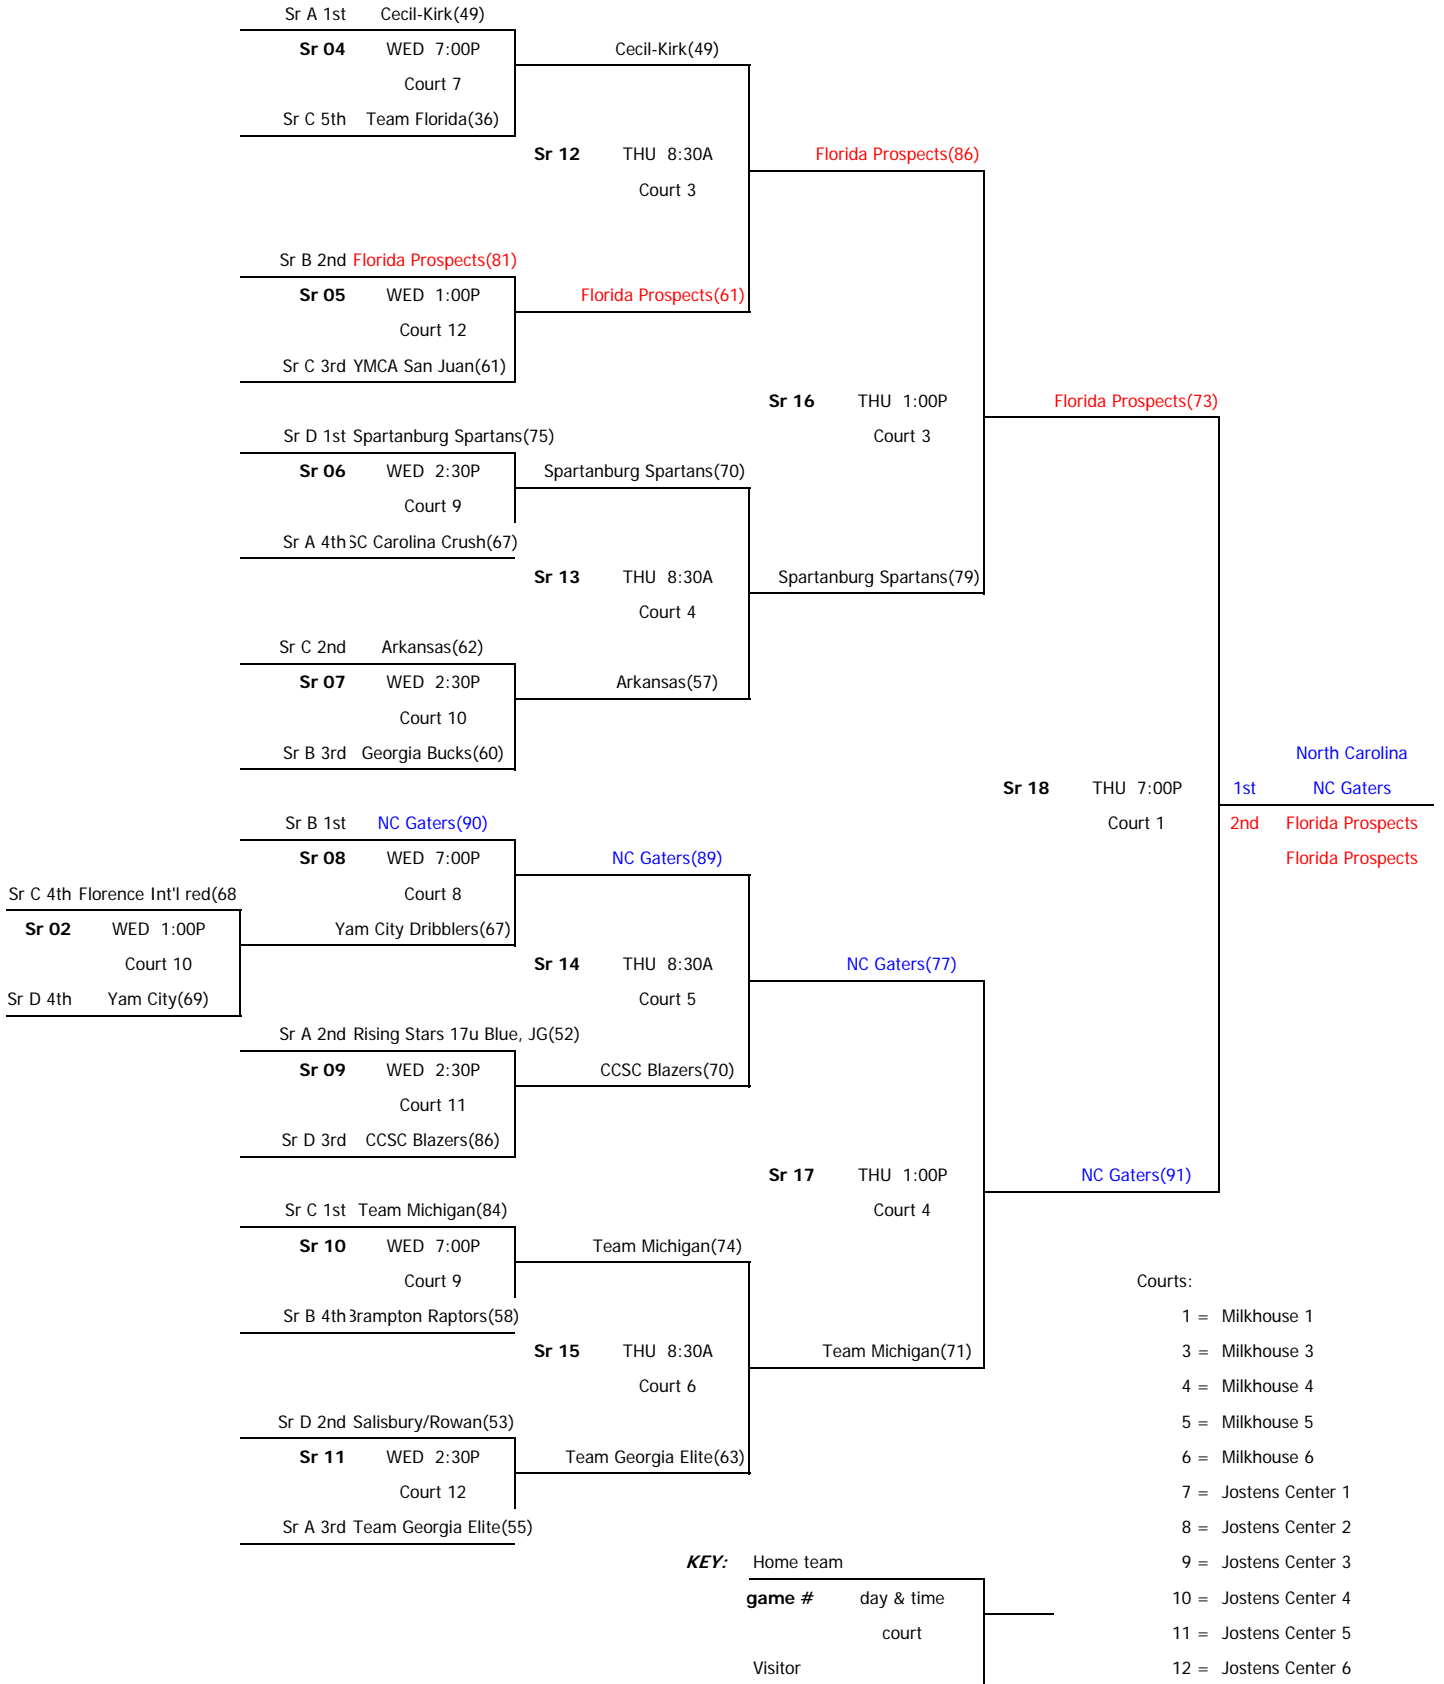 Sr A 1st Cecil-Kirk(49)
Sr 04 WED 7:00P Cecil-Kirk(49)
Court 7
Sr C 5th Team Florida(36)
Sr 12 THU 8:30A Florida Prospects(86)
Court 3
Sr B 2nd Florida Prospects(81)
Sr 05 WED 1:00P Florida Prospects(61)
Court 12
Sr C 3rd YMCA San Juan(61)
Sr 16 THU 1:00P Florida Prospects(73)
Sr D 1st Spartanburg Spartans(75) Court 3
Sr 06 WED 2:30P Spartanburg Spartans(70)
Court 9
Sr A 4th SC Carolina Crush(67)
Sr 13 THU 8:30A Spartanburg Spartans(79)
Court 4
Sr C 2nd Arkansas(62)
Sr 07 WED 2:30P Arkansas(57)
Court 10
Sr B 3rd Georgia Bucks(60) North Carolina
Sr 18 THU 7:00P 1st NC Gaters
Sr B 1st NC Gaters(90) Court 1 2nd Florida Prospects
Sr 08 WED 7:00P NC Gaters(89) Florida Prospects
Sr C 4th Florence Int'l red(68 Court 8
Sr 02 WED 1:00P Yam City Dribblers(67)
Court 10 Sr 14 THU 8:30A NC Gaters(77)
Sr D 4th Yam City(69) Court 5
Sr A 2nd Rising Stars 17u Blue, JG(52)
Sr 09 WED 2:30P CCSC Blazers(70)
Court 11
Sr D 3rd CCSC Blazers(86)
Sr 17 THU 1:00P NC Gaters(91)
Sr C 1st Team Michigan(84) Court 4
Sr 10 WED 7:00P Team Michigan(74)
Court 9 Courts:
Sr B 4th Brampton Raptors(58) 1 = Milkhouse 1
Sr 15 THU 8:30A Team Michigan(71) 3 = Milkhouse 3
Court 6 4 = Milkhouse 4
Sr D 2nd Salisbury/Rowan(53) 5 = Milkhouse 5
Sr 11 WED 2:30P Team Georgia Elite(63) 6 = Milkhouse 6
Court 12 7 = Jostens Center 1
Sr A 3rd Team Georgia Elite(55) 8 = Jostens Center 2
KEY: Home team 9 = Jostens Center 3
game # day & time 10 = Jostens Center 4
court 11 = Jostens Center 5
Visitor 12 = Jostens Center 6